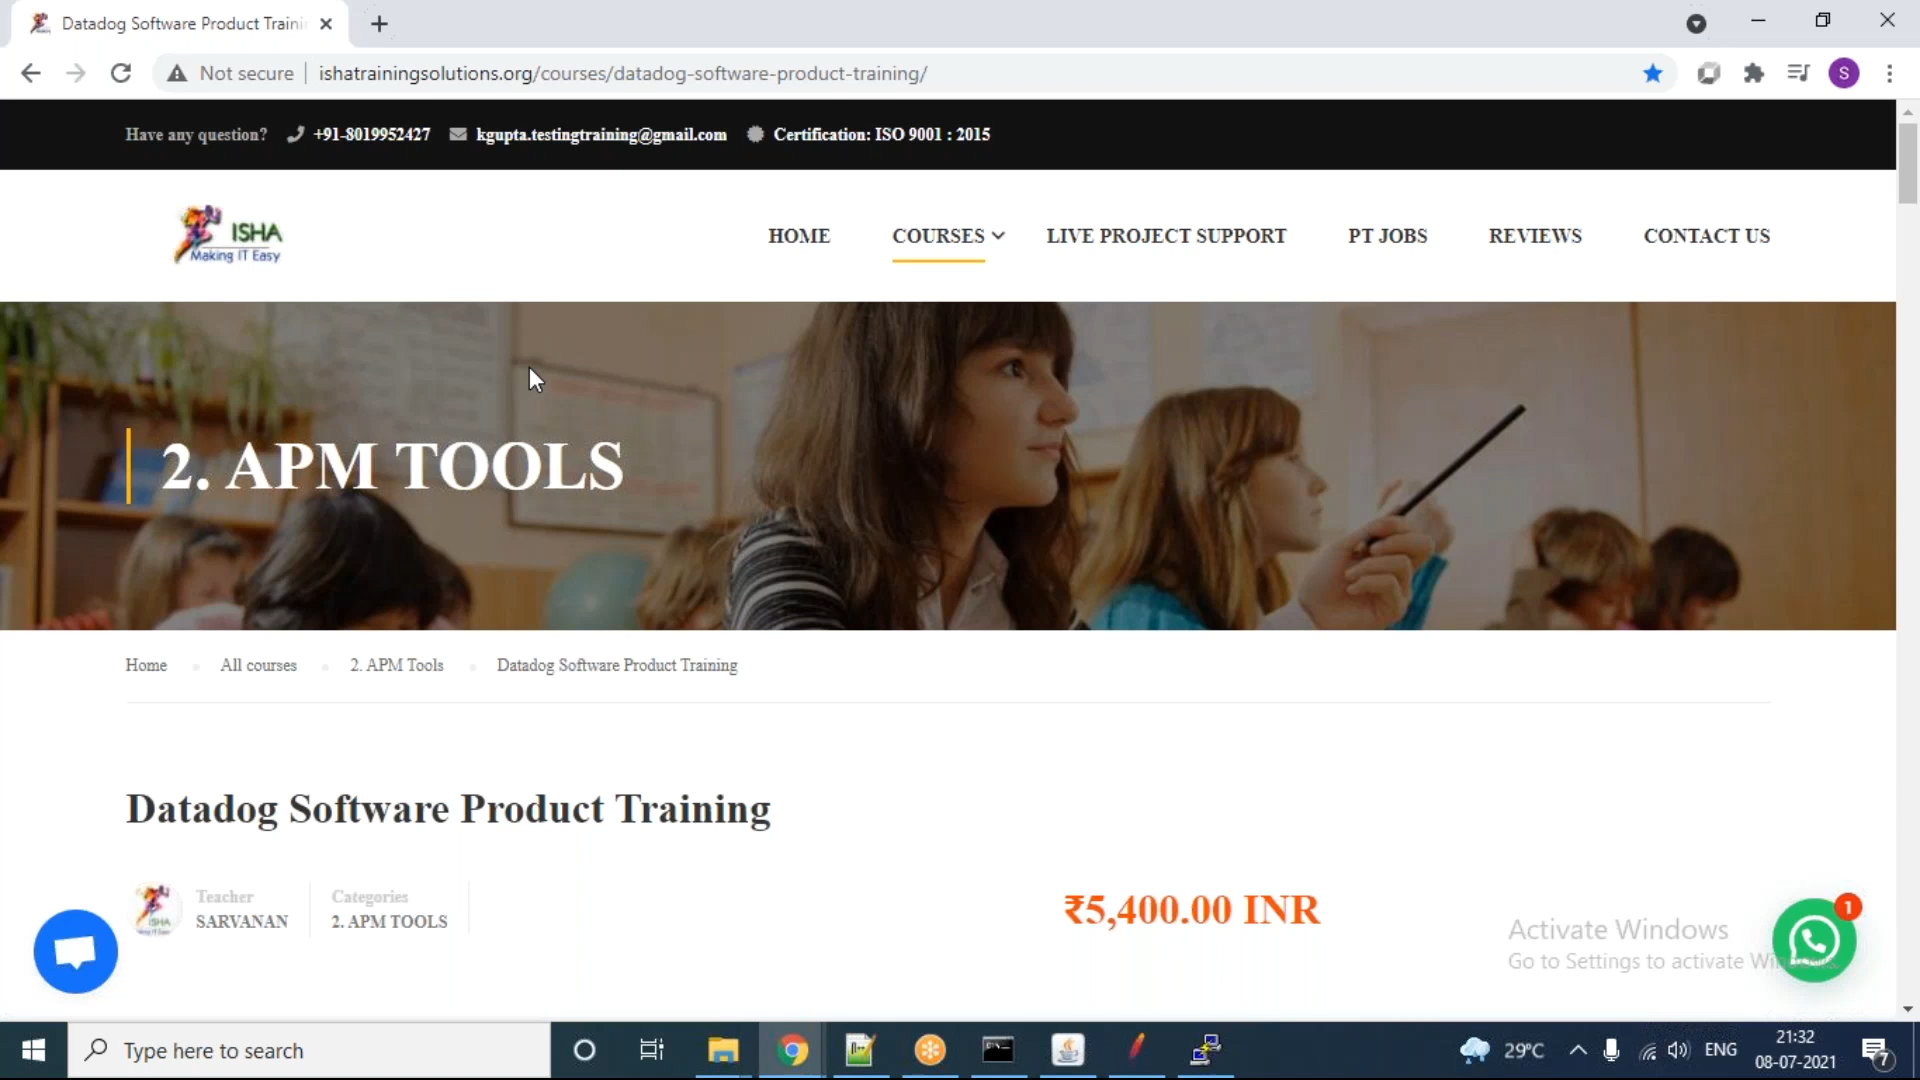 Datadog Software Product Traini
Not secure
ishatrainingsolutions.org/courses/datadog-software-product-training/
S
Have any question? +91-8019952427 kgupta.testingtraining@gmail.com Certification: ISO 9001 : 2015
ISHA
Making IT Easy
HOME COURSES LIVE PROJECT SUPPORT PT JOBS REVIEWS CONTACT US
2. APM TOOLS
Home All courses 2. APM Tools Datadog Software Product Training
Datadog Software Product Training
Teacher
SARVANAN
Categories
2. APM TOOLS
₹5,400.00 INR
1
Activate Windows
Go to Settings to activate
Type here to search
29°C
ENG
21:32
08-07-2021
7